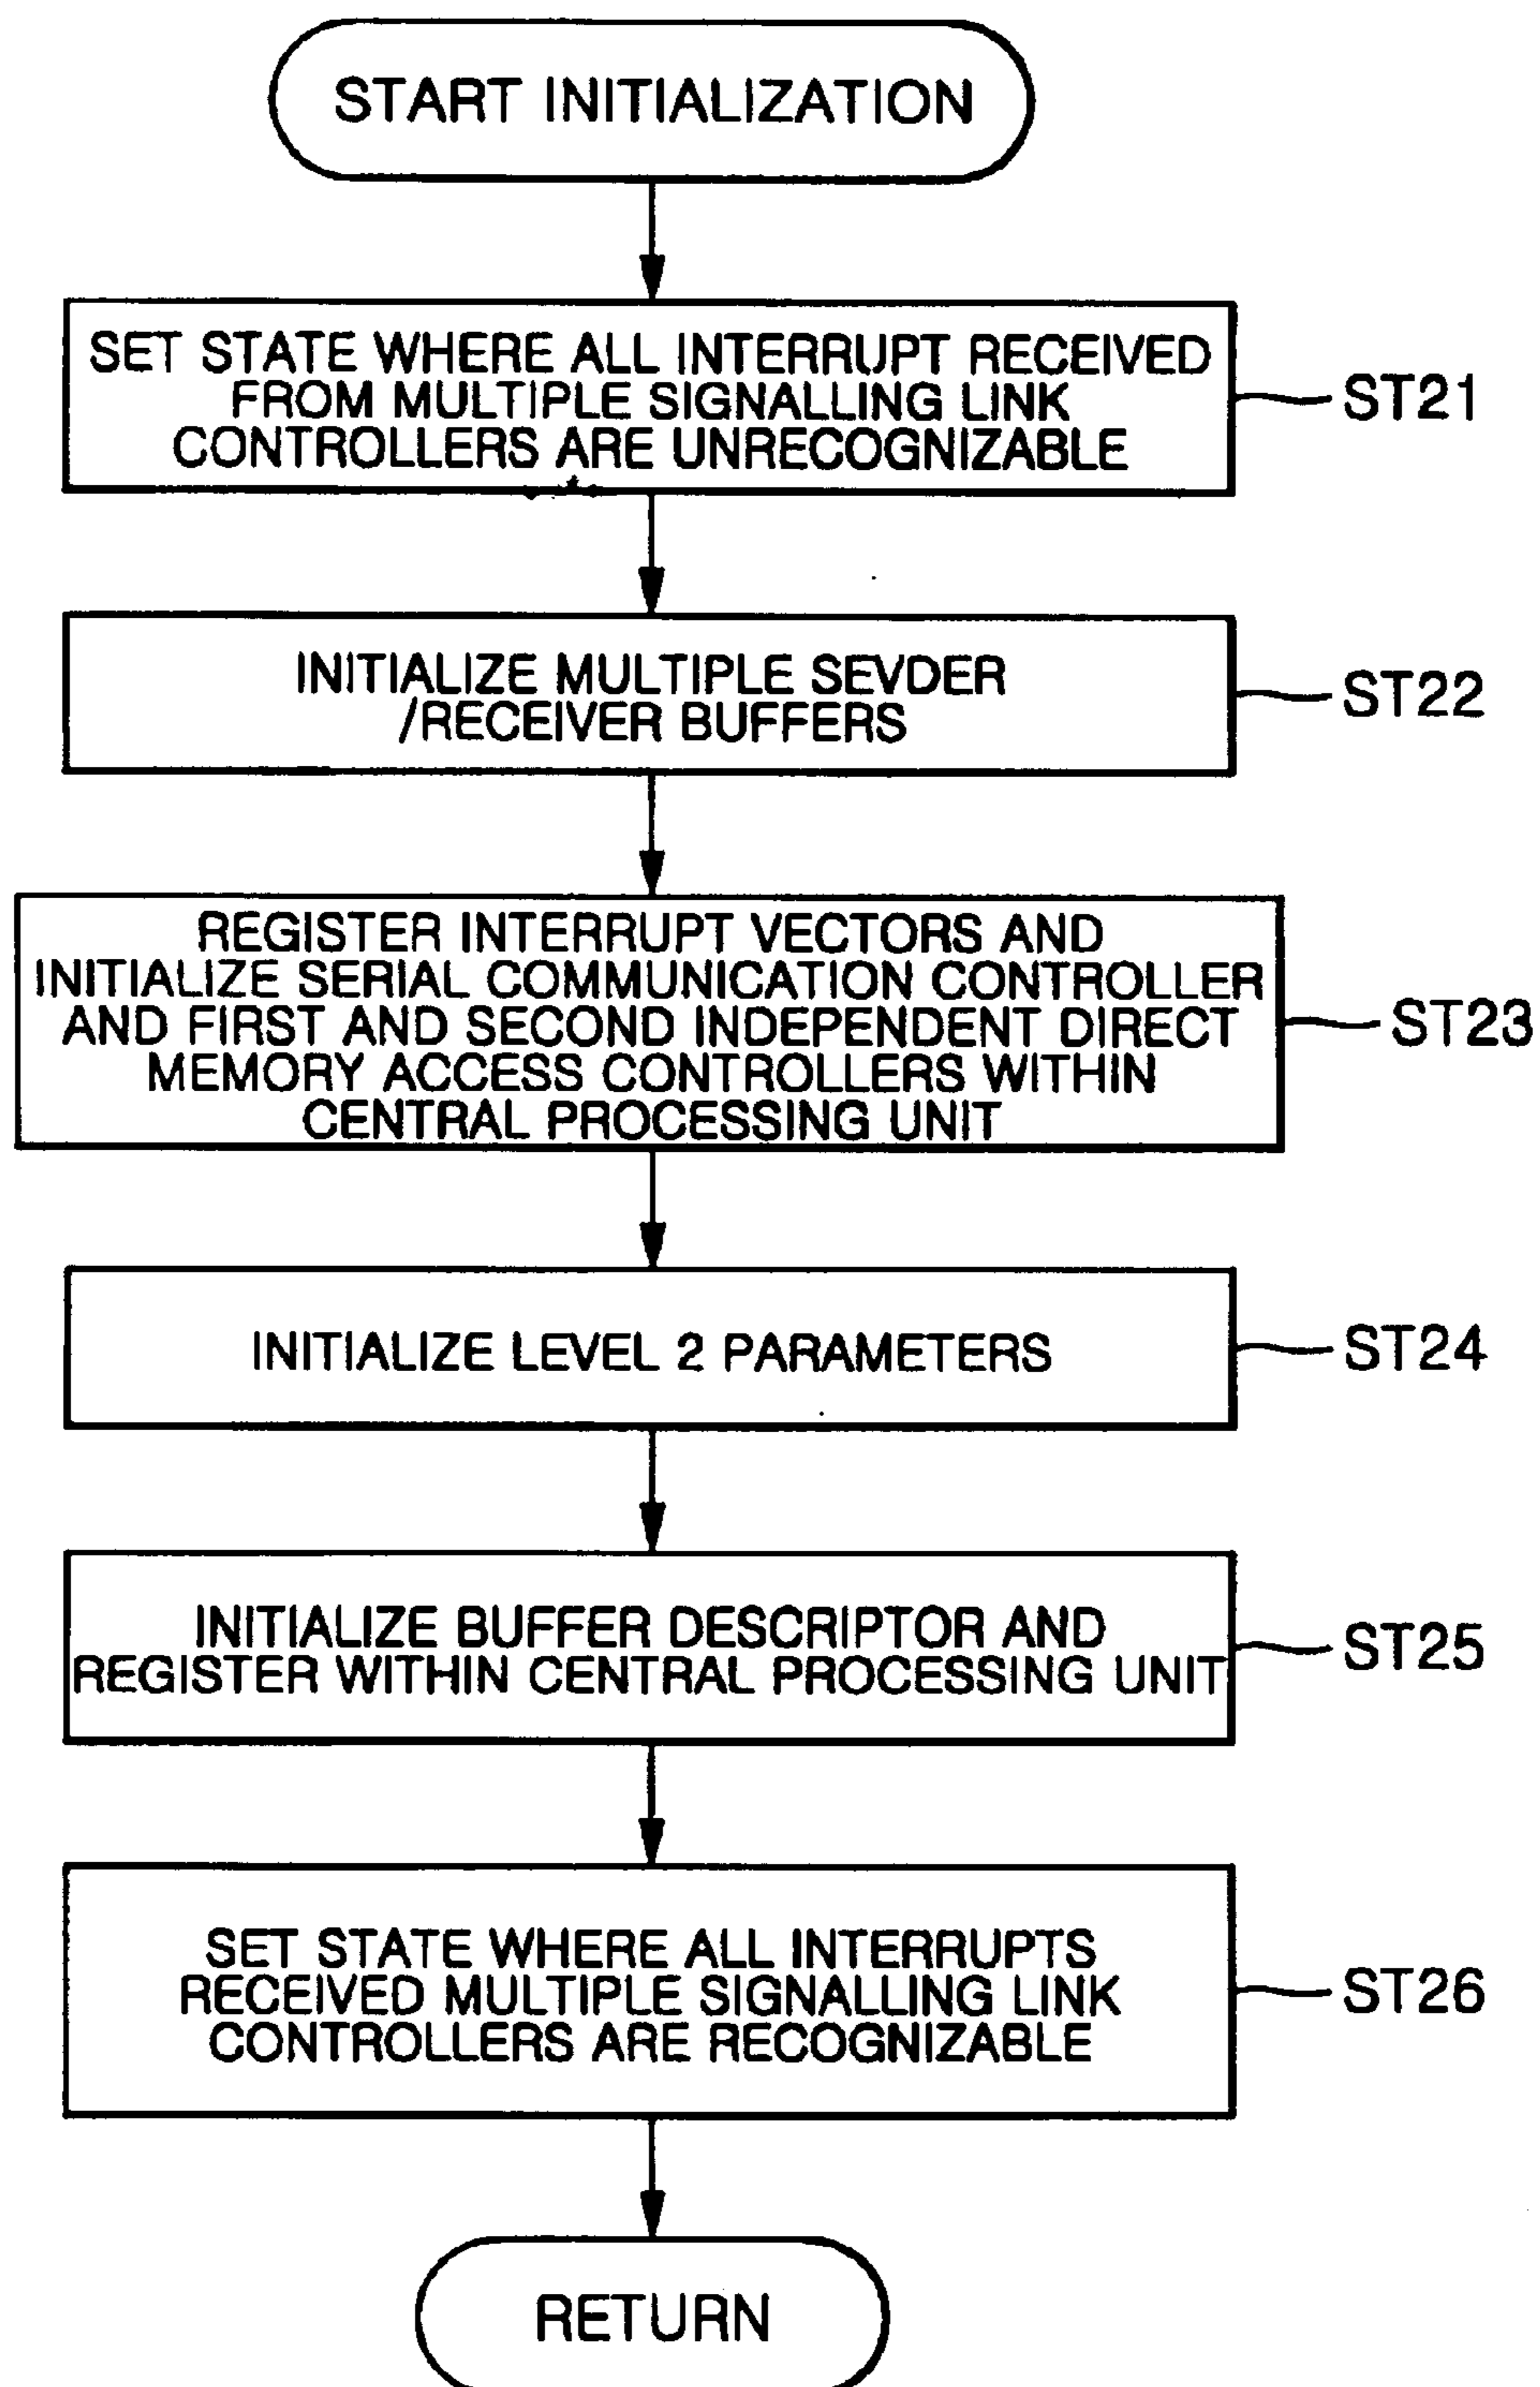 START INITIALIZATION
SET STATE WHERE ALL INTERRUPT RECEIVED
FROM MULTIPLE SIGNALLING LINK
CONTROLLERS ARE UNRECOGNIZABLE
ST21
INITIALIZE MULTIPLE SEVDER
/RECEIVER BUFFERS
ST22
REGISTER INTERRUPT VECTORS AND
INITIALIZE SERIAL COMMUNICATION CONTROLLER
AND FIRST AND SECOND INDEPENDENT DIRECT
MEMORY ACCESS CONTROLLERS WITHIN
CENTRAL PROCESSING UNIT
ST23
INITIALIZE LEVEL 2 PARAMETERS
ST24
INITIALIZE BUFFER DESCRIPTOR AND
REGISTER WITHIN CENTRAL PROCESSING UNIT
ST25
SET STATE WHERE ALL INTERRUPTS
RECEIVED MULTIPLE SIGNALLING LINK
CONTROLLERS ARE RECOGNIZABLE
ST26
RETURN